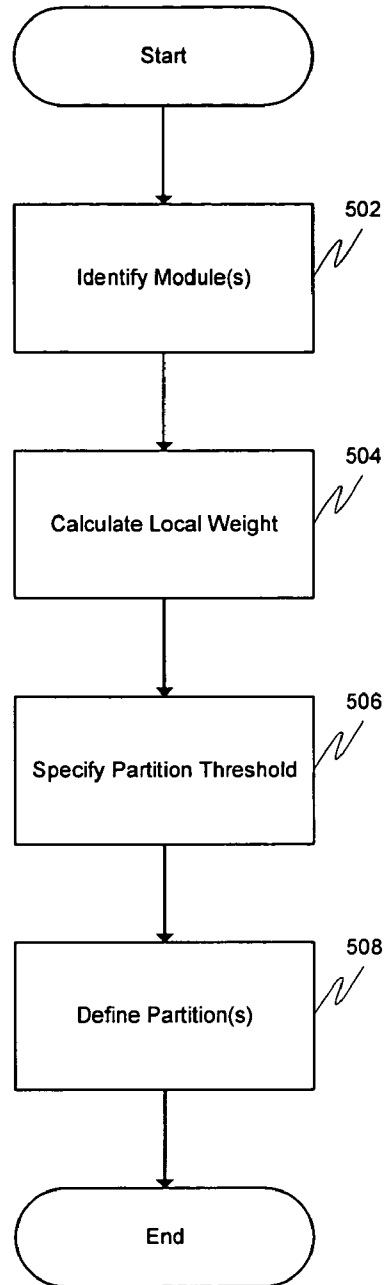 Start
502
Identify Module(s)
504
Calculate Local Weight
506
Specify Partition Threshold
508
Define Partition(s)
End